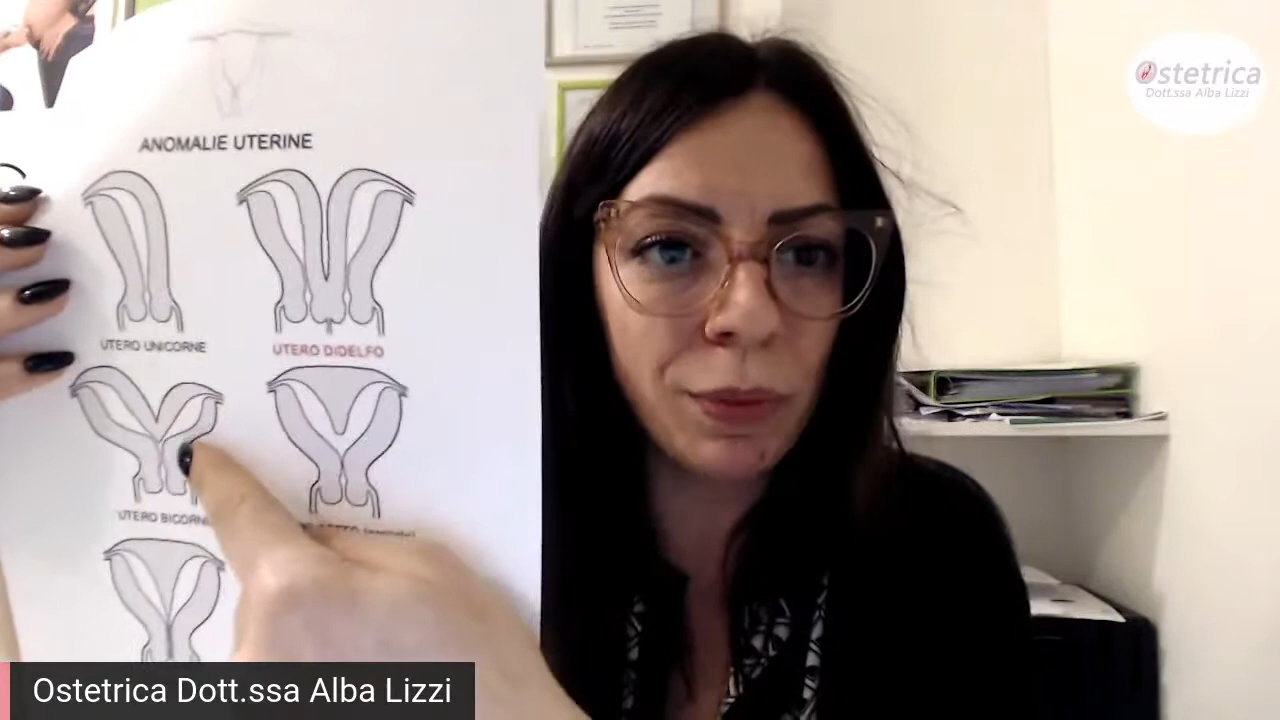 ANOMALIE UTERINE
UTERO UNICORNE
UTERO DIDELFO
UTERO BICORN
Ostetrica
Dott.ssa Alba Lizzi
Ostetrica Dott.ssa Alba Lizzi